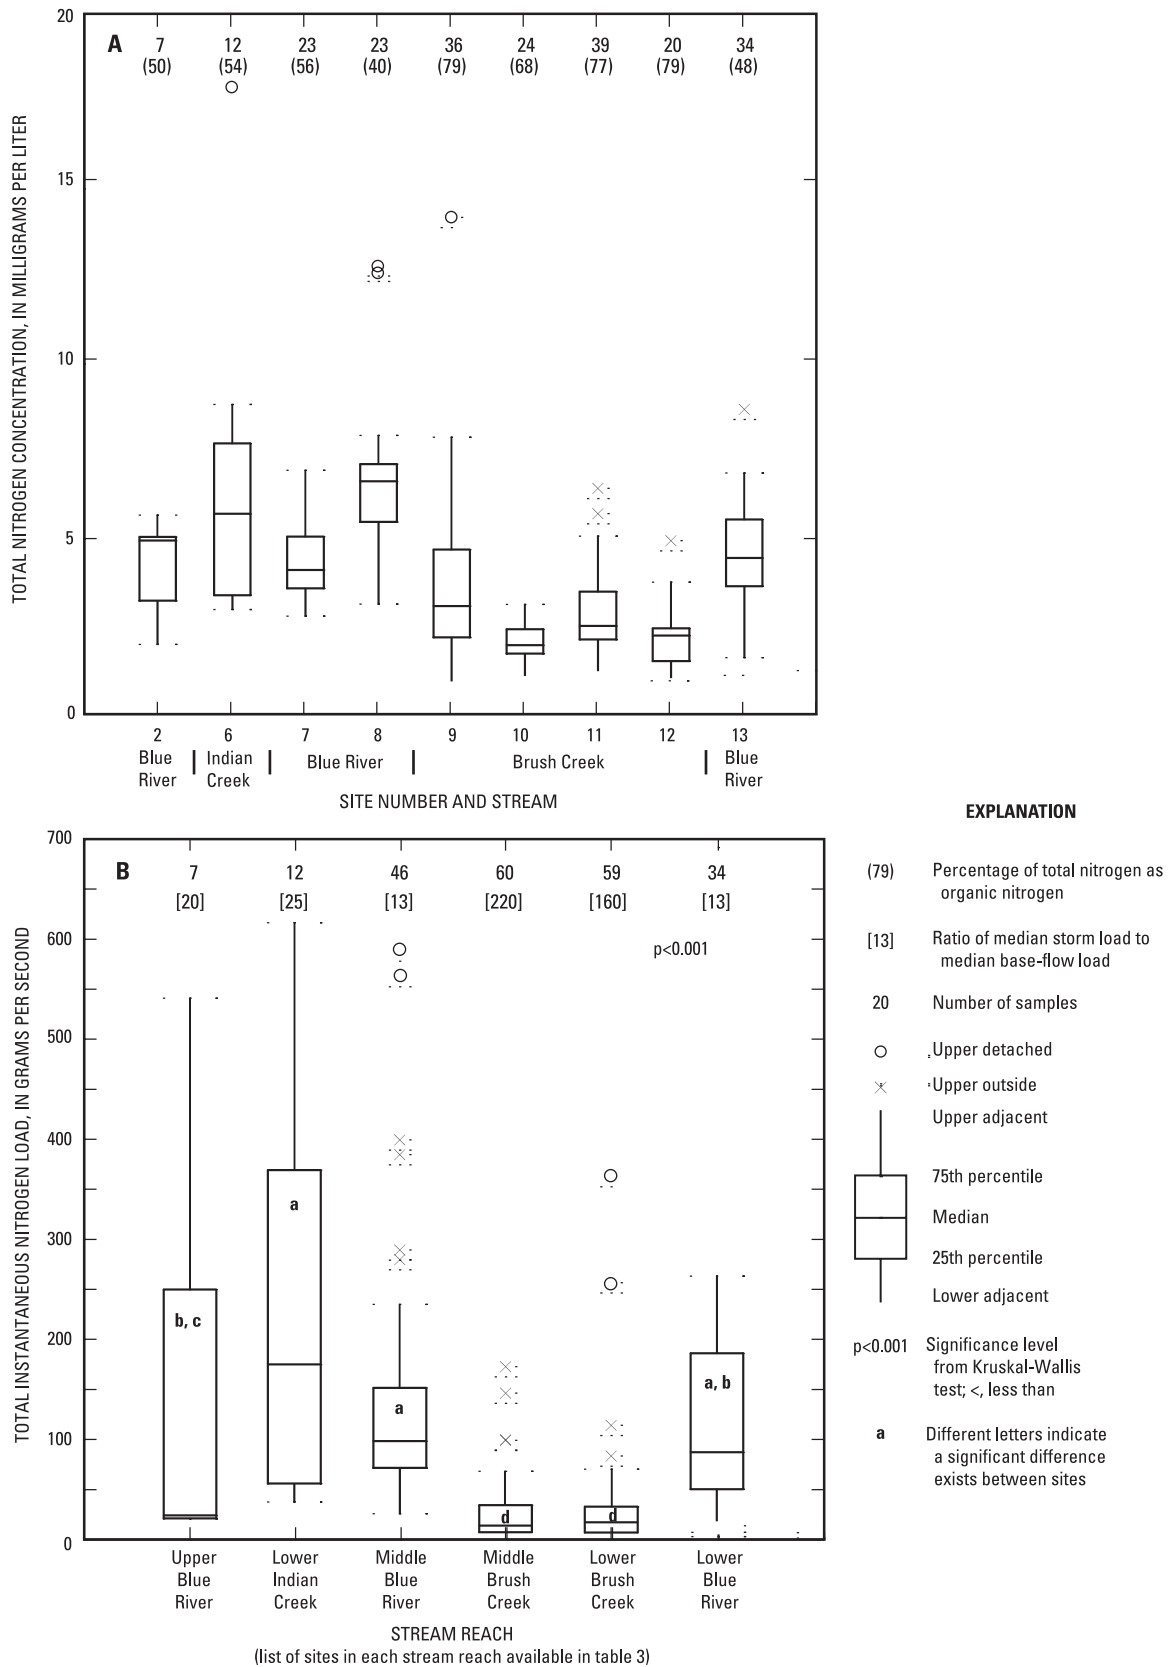 20
A
7 12 23 23 36 24 39 20 34
(50) (54) (56) (40) (79) (68) (77) (79) (48)
15
10
5
0
TOTAL NITROGEN CONCENTRATION, IN MILLIGRAMS PER LITER
2 6 7 8 9 10 11 12 13
Blue River
Indian Creek
Blue River
Brush Creek
Blue River
SITE NUMBER AND STREAM
700
B
7 12 46 60 59 34
[20] [25] [13] [220] [160] [13]
p<0.001
600
500
400
300
200
100
0
TOTAL INSTANTANEOUS NITROGEN LOAD, IN GRAMS PER SECOND
b, c
a
a
d
d
a, b
Upper Blue River
Lower Indian Creek
Middle Blue River
Middle Brush Creek
Lower Brush Creek
Lower Blue River
STREAM REACH
(list of sites in each stream reach available in table 3)
EXPLANATION
(79) Percentage of total nitrogen as
organic nitrogen
[13] Ratio of median storm load to
median base-flow load
20 Number of samples
Upper detached
Upper outside
Upper adjacent
75th percentile
Median
25th percentile
Lower adjacent
p<0.001 Significance level
from Kruskal-Wallis
test; <, less than
a Different letters indicate
a significant difference
exists between sites